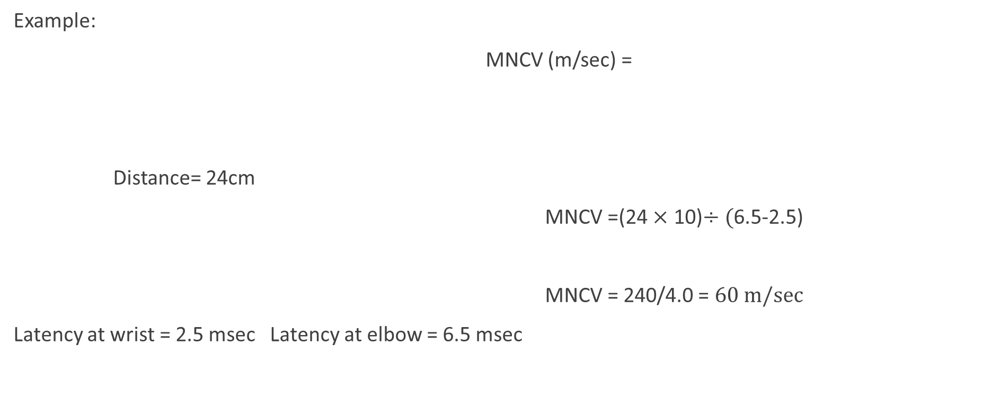 Example:
MNCV (m/sec) =
Distance= 24cm
MNCV =(24 × 10)÷ (6.5-2.5)
MNCV = 240/4.0 = 60 m/sec
Latency at wrist = 2.5 msec   Latency at elbow = 6.5 msec